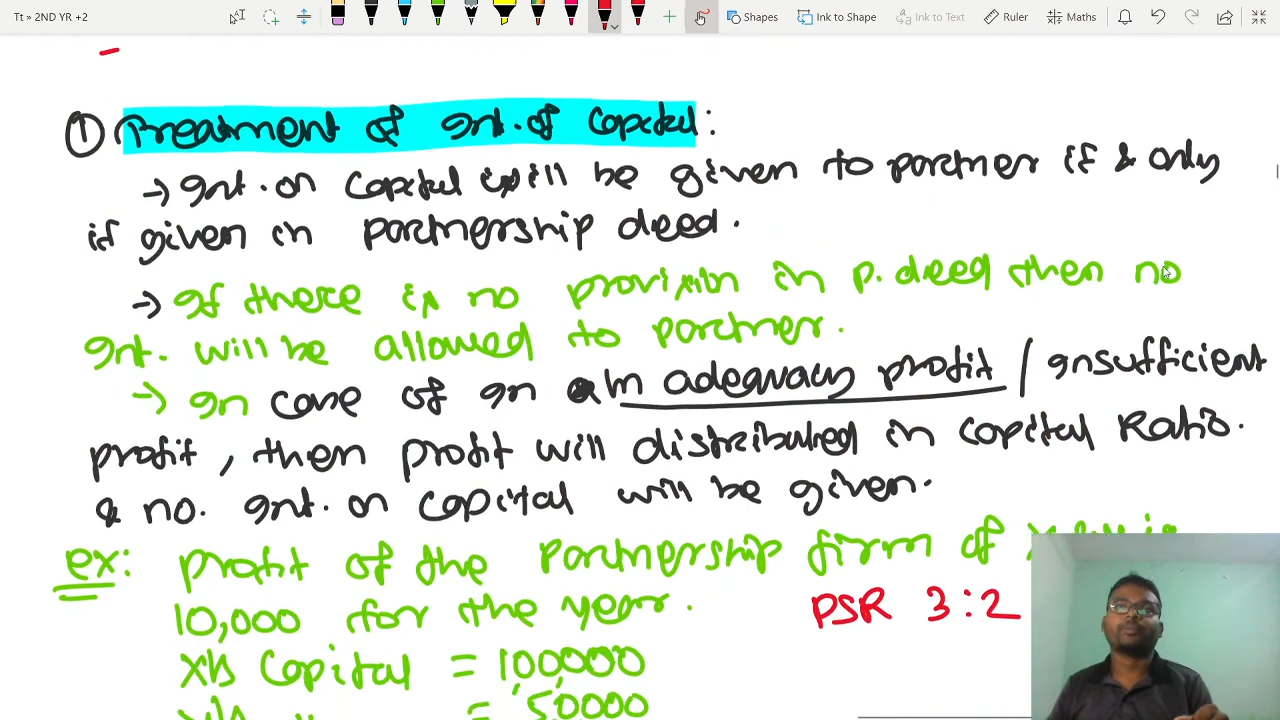 Tt » 2ND YR +2
Shapes Ink to Shape Ink to Text Ruler Maths
① Treatment of Int. of Capital:
→ Int. on Capital will be given to partner if & only
if given in partnership deed.
→ If there is no provision in p. deed then no
Int. will be allowed to partner.
→ In case of an In adequacy profit / Insufficient
profit, then profit will distributed in capital Ratio.
& no. Int. on capital will be given.
ex: profit of the partnership firm of
10,000 for the year. PSR 3:2
X's Capital = 1,00,000
= 50000